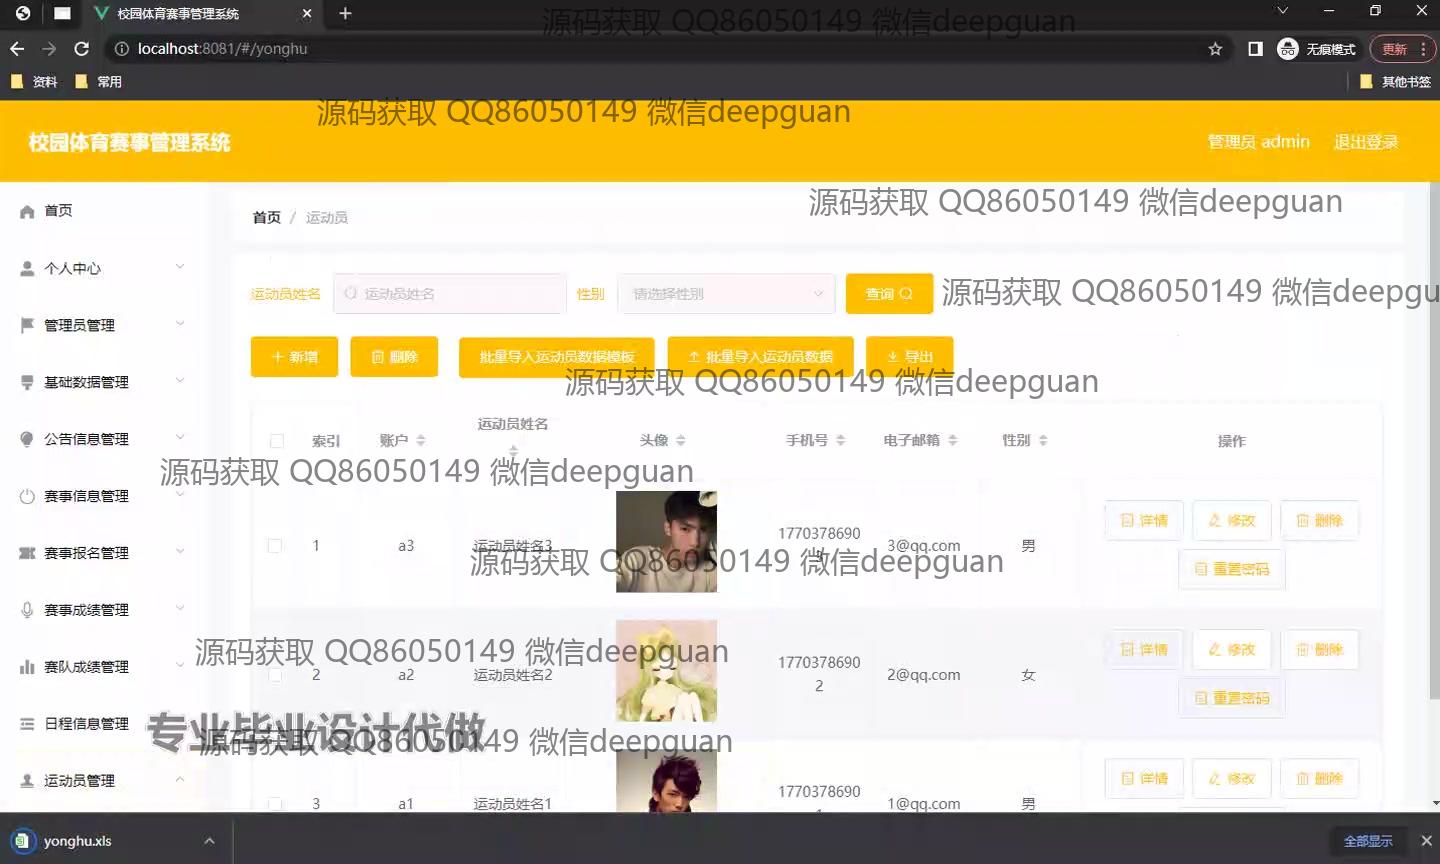 校园体育赛事管理系统
源码获取 QQ86050149 微信deepguan
localhost:8081/#/yonghu
无痕模式
更新
资料
常用
其他书签
源码获取 QQ86050149 微信deepguan
校园体育赛事管理系统
管理员 admin
退出登录
首页
个人中心
管理员管理
基础数据管理
公告信息管理
赛事信息管理
赛事报名管理
赛事成绩管理
赛队成绩管理
日程信息管理
运动员管理
首页 / 运动员
源码获取 QQ86050149 微信deepguan
运动员姓名
运动员姓名
性别
请选择性别
查询
源码获取 QQ86050149 微信deepgu
新增
删除
批量导入运动员数据模板
批量导入运动员数据
导出
源码获取 QQ86050149 微信deepguan
索引
账户
运动员姓名
头像
手机号
电子邮箱
性别
操作
源码获取 QQ86050149 微信deepguan
1
a3
运动员姓名3
1770378690
3@qq.com
男
详情
修改
删除
重置密码
源码获取 QQ86050149 微信deepguan
源码获取 QQ86050149 微信deepguan
2
a2
运动员姓名2
1770378690
2
2@qq.com
女
详情
修改
删除
重置密码
专业毕业设计代做
源码获取 QQ86050149 微信deepguan
3
a1
运动员姓名1
1770378690
1@qq.com
男
详情
修改
删除
yonghu.xls
全部显示